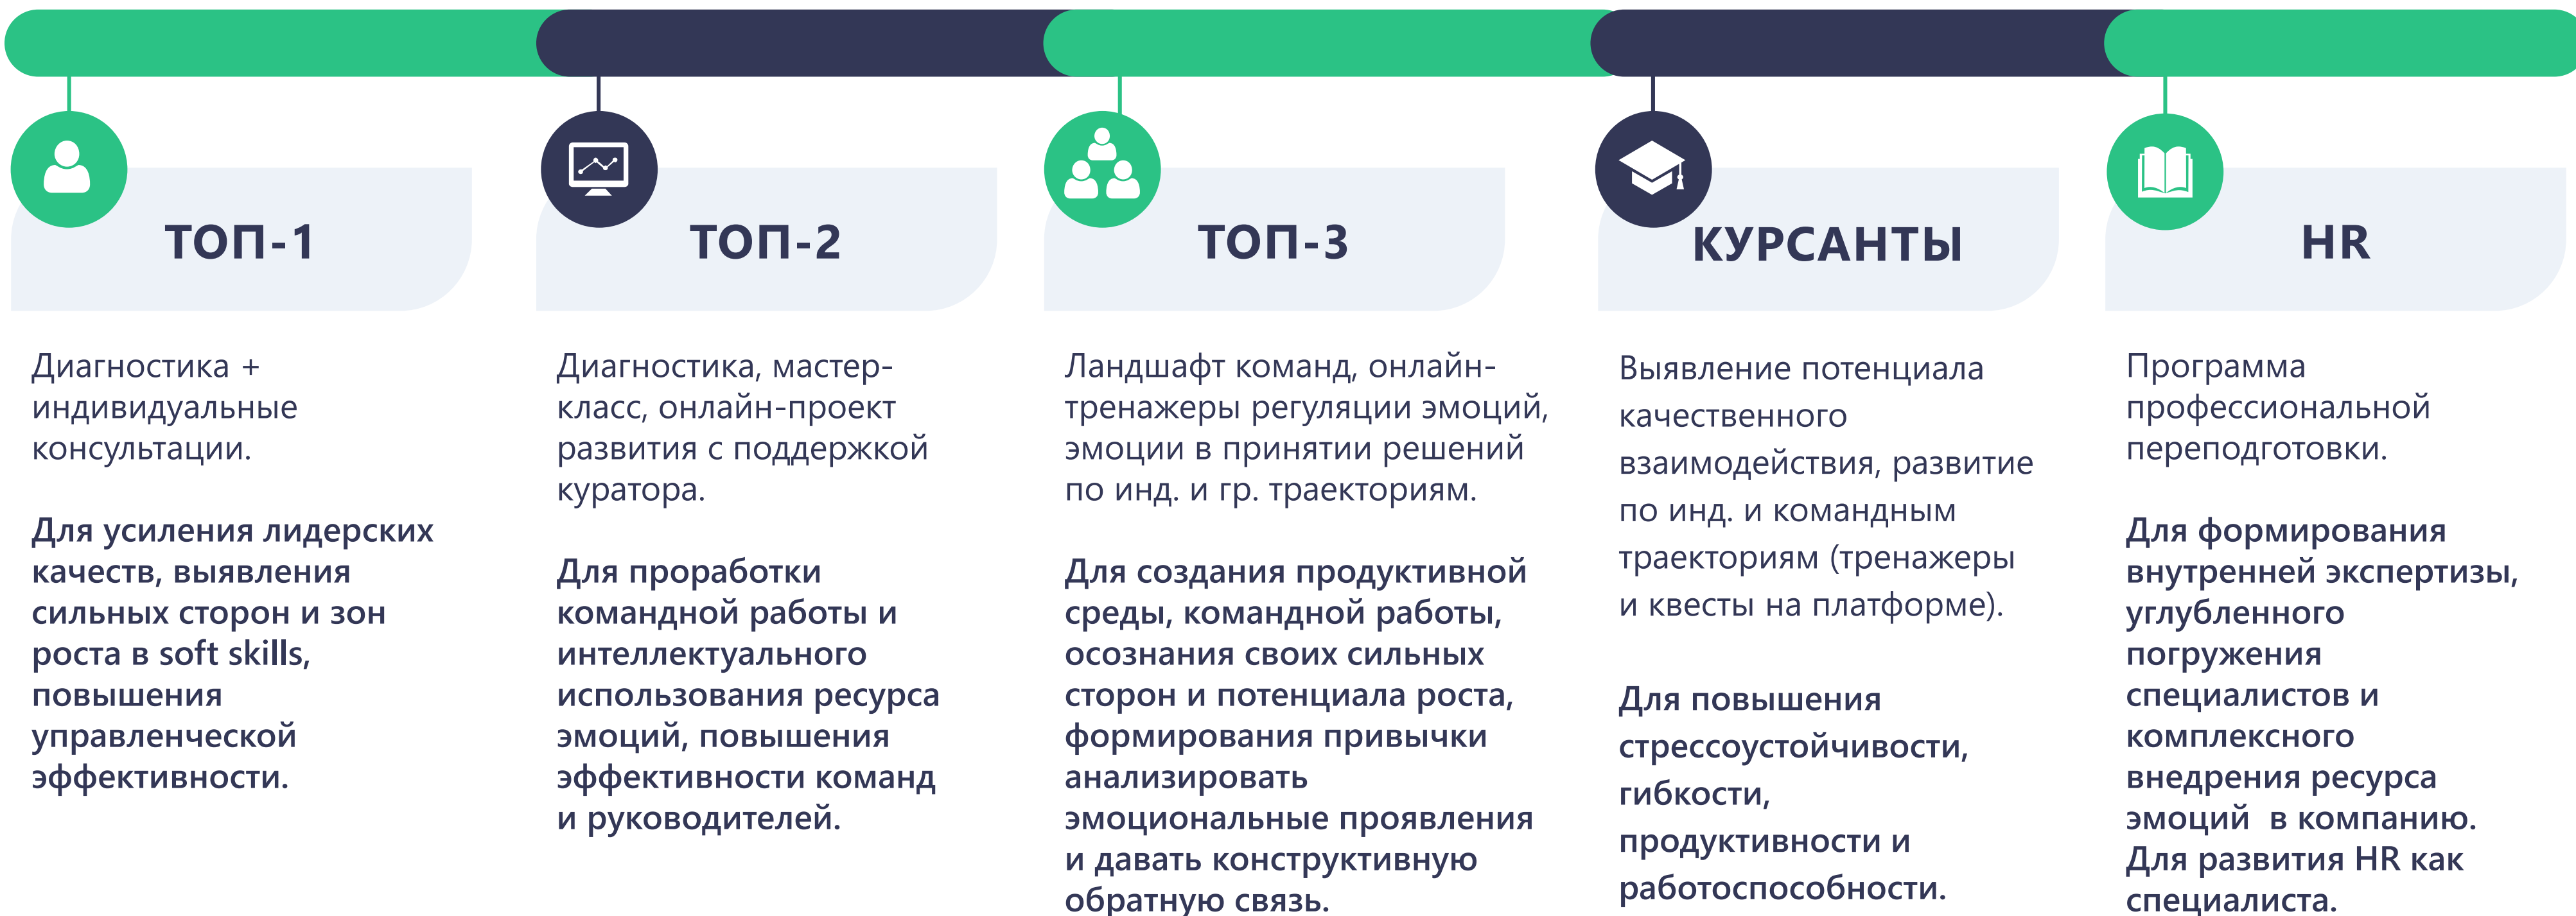 ТОП-1
Диагностика +
индивидуальные
консультации.
Для усиления лидерских
качеств, выявления
сильных сторон и зон
роста в soft skills,
повышения
управленческой
эффективности.
ТОП-2
Диагностика, мастер-
класс, онлайн-проект
развития с поддержкой
куратора.
Для проработки
командной работы и
интеллектуального
использования ресурса
эмоций, повышения
эффективности команд
и руководителей.
ТОП-3
Ландшафт команд, онлайн-
тренажеры регуляции эмоций,
эмоции в принятии решений
по инд. и гр. траекториям.
Для создания продуктивной
среды, командной работы,
осознания своих сильных
сторон и потенциала роста,
формирования привычки
анализировать
эмоциональные проявления
и давать конструктивную
обратную связь.
КУРСАНТЫ
Выявление потенциала
качественного
взаимодействия, развитие
по инд. и командным
траекториям (тренажеры
и квесты на платформе).
Для повышения
стрессоустойчивости,
гибкости,
продуктивности и
работоспособности.
HR
Программа
профессиональной
переподготовки.
Для формирования
внутренней экспертизы,
углубленного
погружения
специалистов и
комплексного
внедрения ресурса
эмоций  в компанию.
Для развития HR как
специалиста.